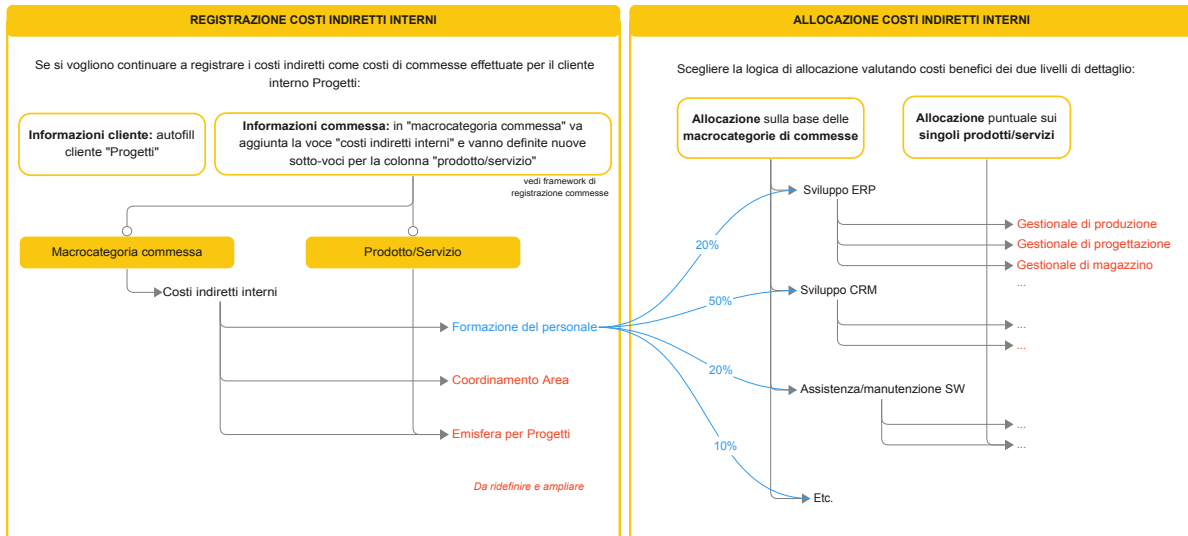 REGISTRAZIONE COSTI INDIRETTI INTERNI
Se si vogliono continuare a registrare i costi indiretti come costi di commesse effettuate per il cliente
interno Progetti:
Informazioni cliente: autofill
cliente "Progetti"
Informazioni commessa: in "macrocategoria commessa" va
aggiunta la voce "costi indiretti interni" e vanno definite nuove
sotto-voci per la colonna "prodotto/servizio"
vedi framework di
registrazione commesse
Macrocategoria commessa
Prodotto/Servizio
Costi indiretti interni
Formazione del personale
Coordinamento Area
Emisfera per Progetti
Da ridefinire e ampliare
ALLOCAZIONE COSTI INDIRETTI INTERNI
Scegliere la logica di allocazione valutando costi benefici dei due livelli di dettaglio:
Allocazione sulla base delle
macrocategorie di commesse
Allocazione puntuale sui
singoli prodotti/servizi
20%
Sviluppo ERP
Gestionale di produzione
Gestionale di progettazione
Gestionale di magazzino
...
50%
Sviluppo CRM
...
...
20%
Assistenza/manutenzione SW
...
...
10%
Etc.